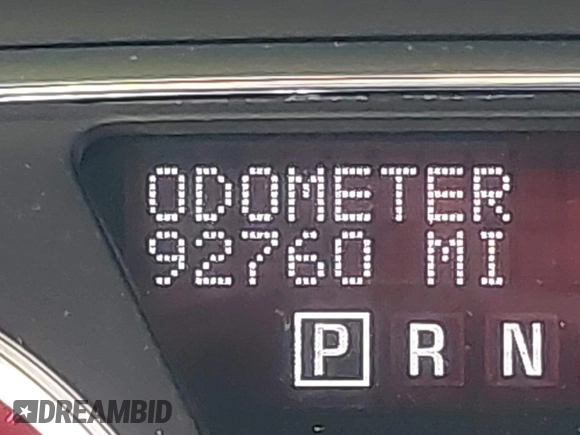 ODOMETER
92760 MI
P R N
DREAMBID